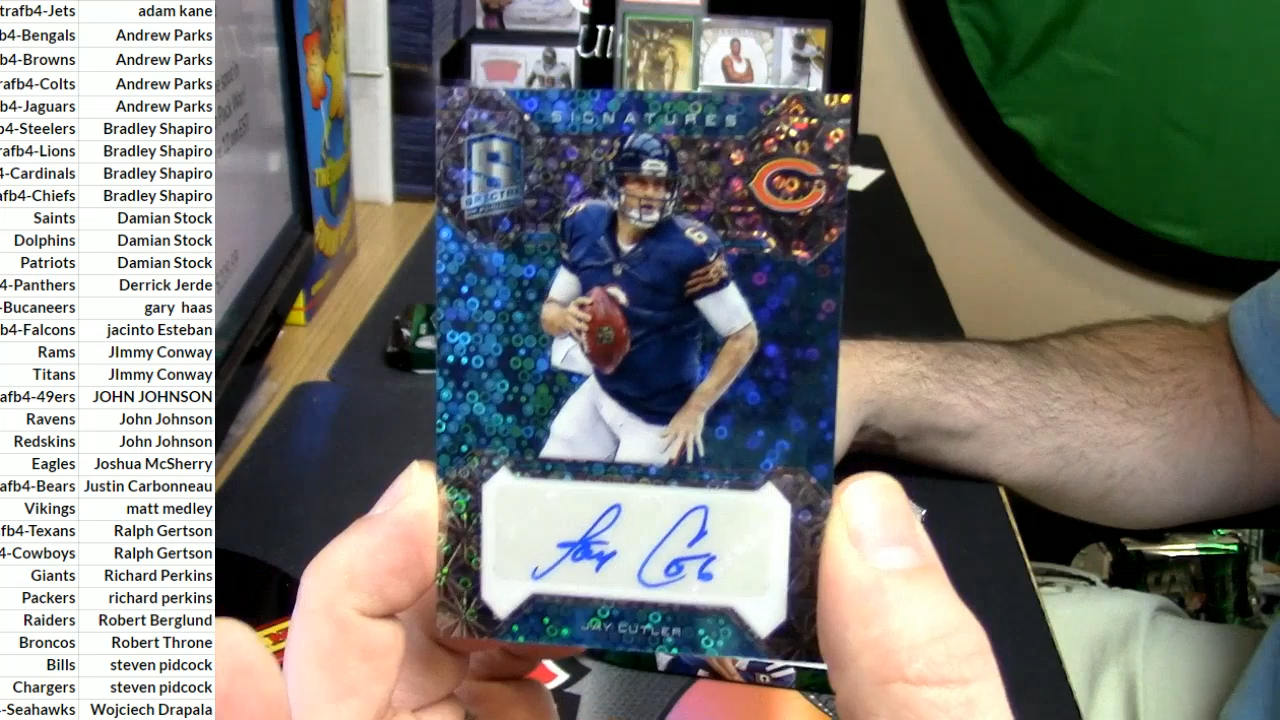 trafb4-Jets adam kane
b4-Bengals Andrew Parks
b4-Browns Andrew Parks
rafb4-Colts Andrew Parks
b4-Jaguars Andrew Parks
b4-Steelers Bradley Shapiro
rafb4-Lions Bradley Shapiro
4-Cardinals Bradley Shapiro
afb4-Chiefs Bradley Shapiro
Saints Damian Stock
Dolphins Damian Stock
Patriots Damian Stock
4-Panthers Derrick Jerde
-Bucaneers gary haas
b4-Falcons jacinto Esteban
Rams JImmy Conway
Titans JImmy Conway
afb4-49ers JOHN JOHNSON
Ravens John Johnson
Redskins John Johnson
Eagles Joshua McSherry
afb4-Bears Justin Carbonneau
Vikings matt medley
fb4-Texans Ralph Gertson
4-Cowboys Ralph Gertson
Giants Richard Perkins
Packers richard perkins
Raiders Robert Berglund
Broncos Robert Throne
Bills steven pidcock
Chargers steven pidcock
4-Seahawks Wojciech Drapala
SIGNATURES
S
SPECTRA
C
6
JAY CUTLER